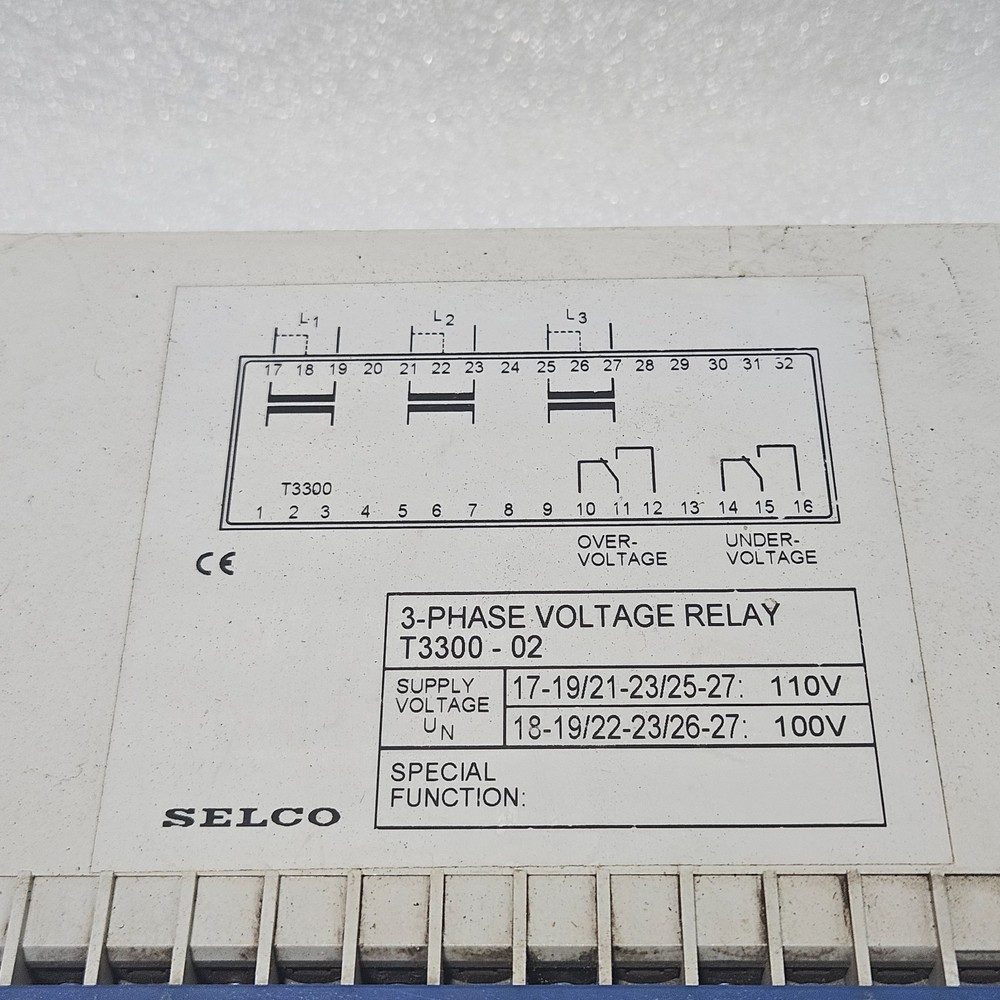 L1 L2 L3
17 18 19 20 21 22 23 24 25 26 27 28 29 30 31 32
T3300
1 2 3 4 5 6 7 8 9 10 11 12 13 14 15 16
OVER- UNDER-
VOLTAGE VOLTAGE
CE
3-PHASE VOLTAGE RELAY
T3300 - 02
SUPPLY
VOLTAGE
UN
17-19/21-23/25-27: 110V
18-19/22-23/26-27: 100V
SPECIAL
FUNCTION:
SELCO